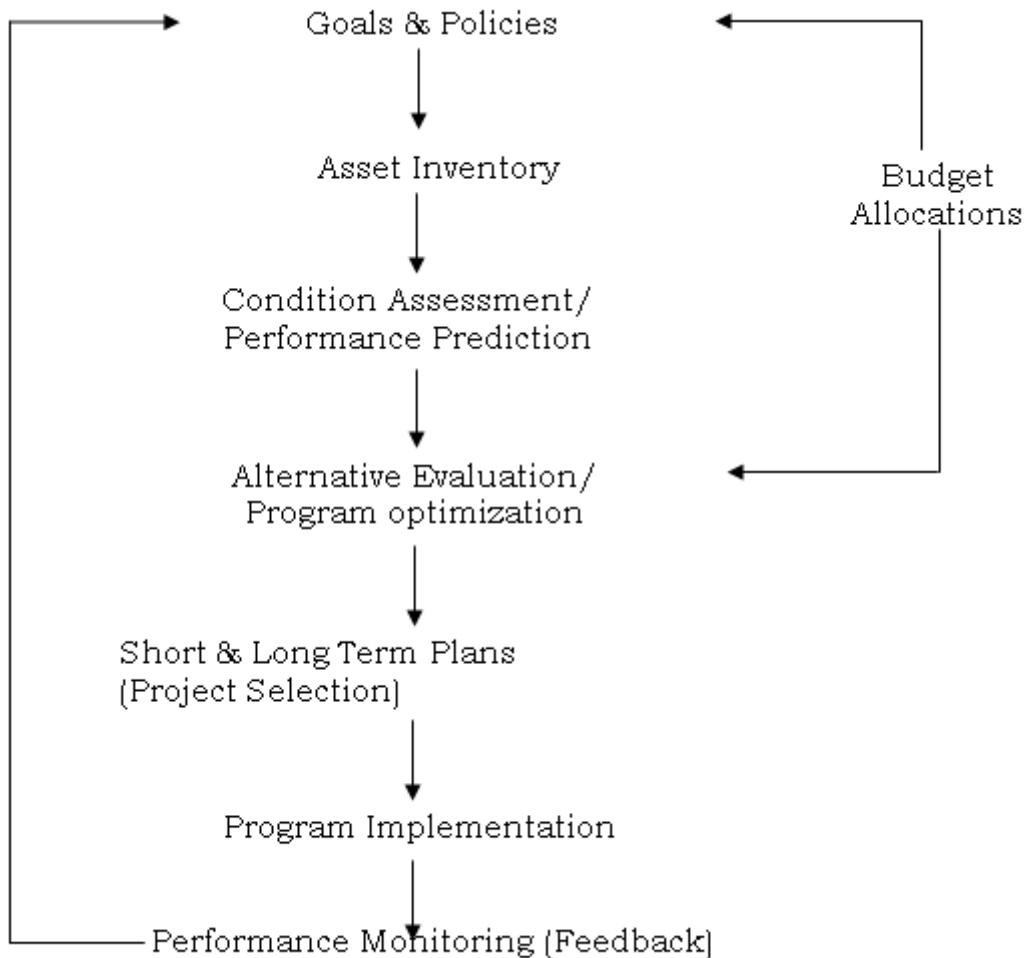 Goals & Policies
Asset Inventory
Budget
Allocations
Condition Assessment/
Performance Prediction
Alternative Evaluation/
Program optimization
Short & Long Term Plans
(Project Selection)
Program Implementation
Performance Monitoring (Feedback)